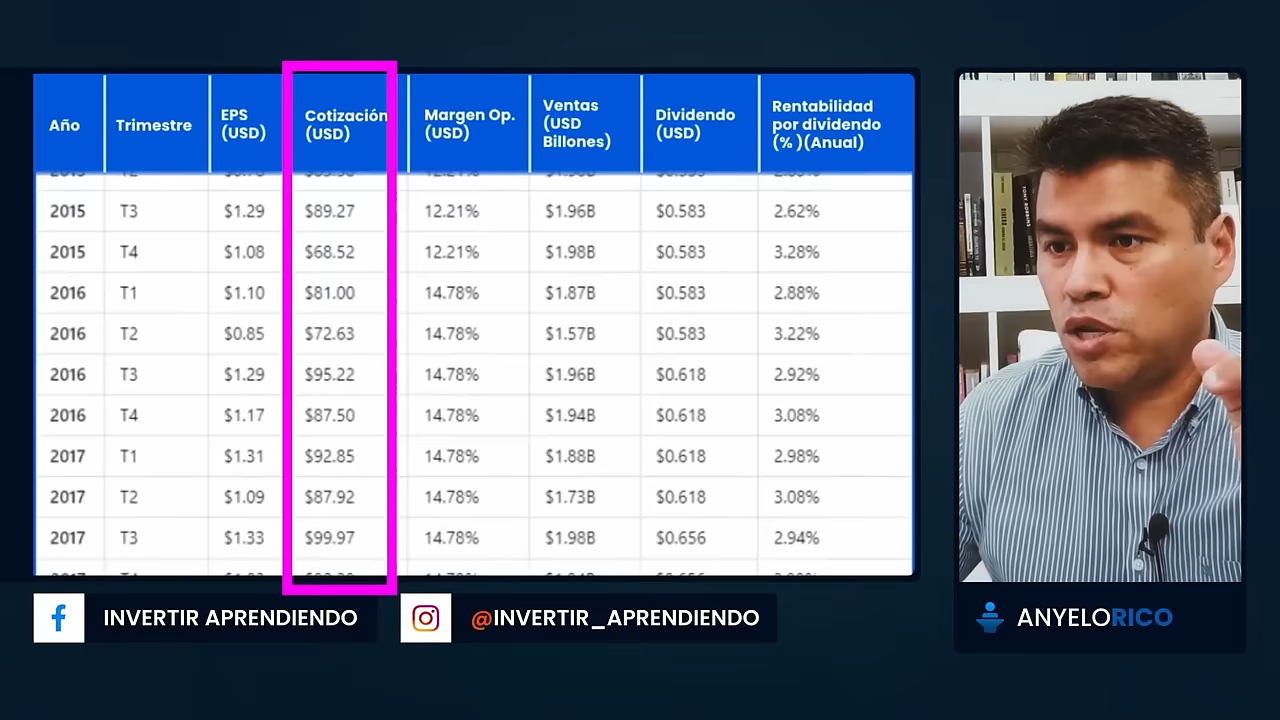 Año Trimestre EPS (USD) Cotización (USD) Margen Op. (USD) Ventas (USD Billones) Dividendo (USD) Rentabilidad por dividendo (% )(Anual)
2015 T3 $1.29 $89.27 12.21% $1.96B $0.583 2.62%
2015 T4 $1.08 $68.52 12.21% $1.98B $0.583 3.28%
2016 T1 $1.10 $81.00 14.78% $1.87B $0.583 2.88%
2016 T2 $0.85 $72.63 14.78% $1.57B $0.583 3.22%
2016 T3 $1.29 $95.22 14.78% $1.96B $0.618 2.92%
2016 T4 $1.17 $87.50 14.78% $1.94B $0.618 3.08%
2017 T1 $1.31 $92.85 14.78% $1.88B $0.618 2.98%
2017 T2 $1.09 $87.92 14.78% $1.73B $0.618 3.08%
2017 T3 $1.33 $99.97 14.78% $1.98B $0.656 2.94%
INVERTIR APRENDIENDO
@INVERTIR_APRENDIENDO
ANYELORICO